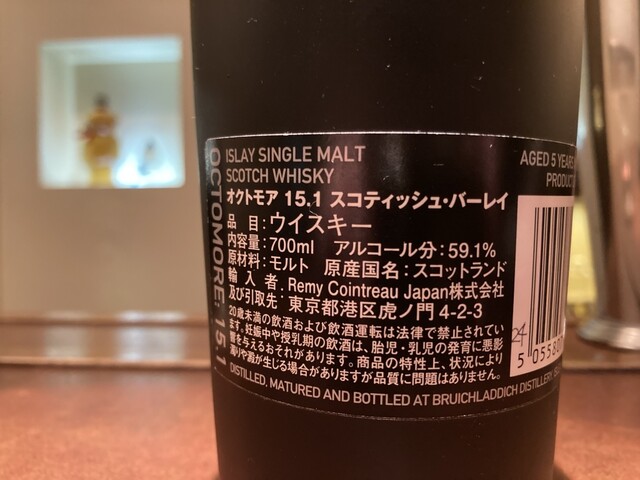 ISLAY SINGLE MALT
SCOTCH WHISKY
オクトモア 15.1 スコティッシュ・バーレイ
品 目:ウイスキー
内容量:700ml アルコール分:59.1%
原材料:モルト 原産国名:スコットランド
輸 入 者
及び引取先:Remy Cointreau Japan株式会社
東京都港区虎ノ門 4-2-3
20歳未満の飲酒および飲酒運転は法律で禁止されていま
す。妊娠中や授乳期の飲酒は、胎児・乳児の発育に悪影
響を与えるおそれがあります。商品の特性上、状況により
濁りや澱が生じる場合がありますが品質に問題はありません。
DISTILLED, MATURED AND BOTTLED AT BRUICHLADDICH DISTILLERY
OCTOMORE: 15.1
AGED 5 YEARS
PRODUCT
24
5 05580